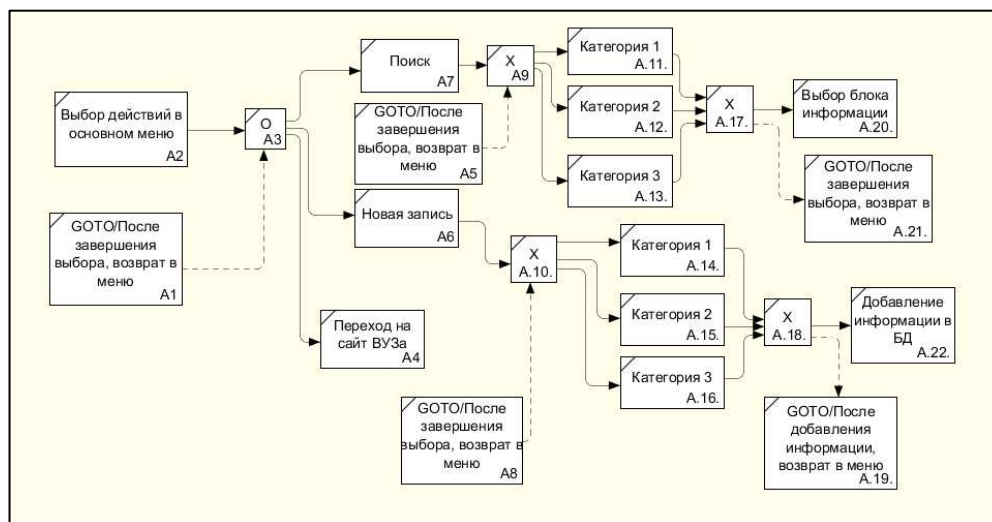 Выбор действий в
основном меню
A2
GOTO/После
завершения
выбора, возврат в
меню
A1
O
A3
Поиск
A7
GOTO/После
завершения
выбора, возврат в
меню
A5
Новая запись
A6
Переход на
сайт ВУЗа
A4
X
A9
Категория 1
A.11.
Категория 2
A.12.
Категория 3
A.13.
X
A.17.
Выбор блока
информации
A.20.
GOTO/После
завершения
выбора, возврат в
меню
A.21.
X
A.10.
GOTO/После
завершения
выбора, возврат в
меню
A8
Категория 1
A.14.
Категория 2
A.15.
Категория 3
A.16.
X
A.18.
Добавление
информации в
БД
A.22.
GOTO/После
добавления
информации,
возврат в меню
A.19.